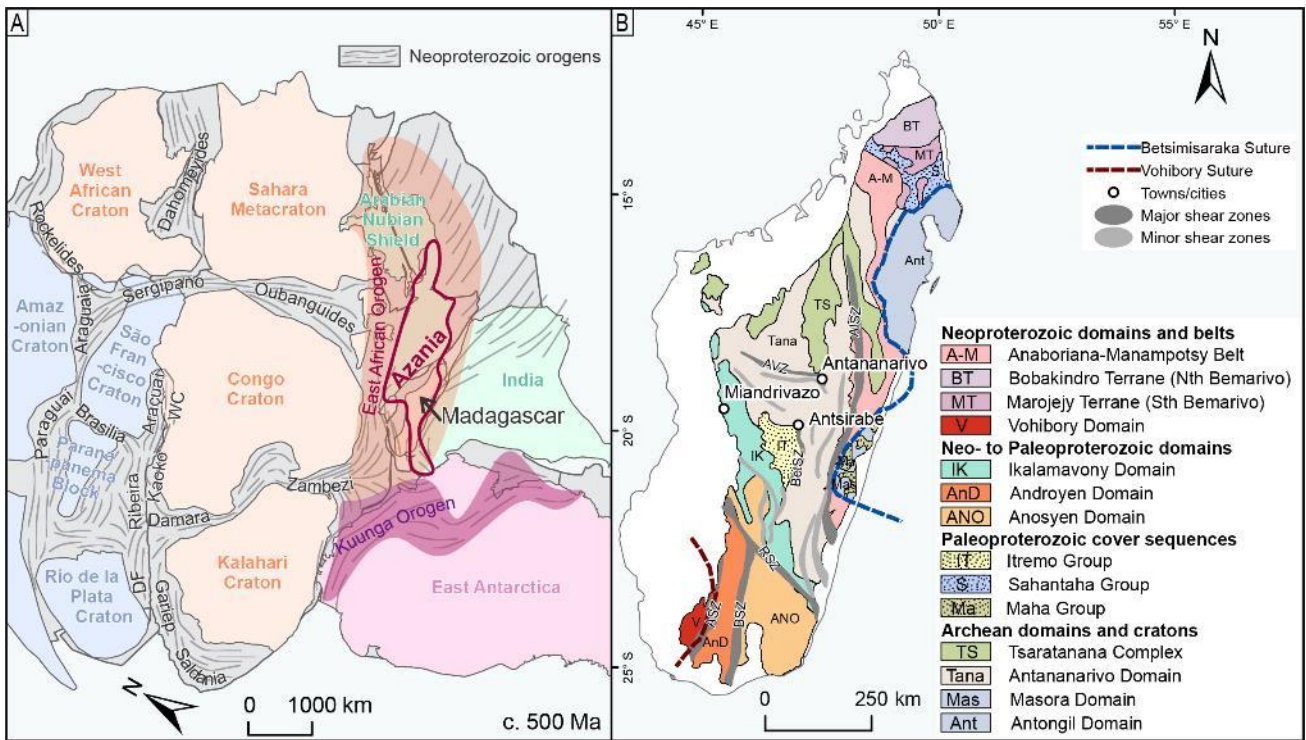 A
Neoproterozoic orogens
West
African
Craton
Dahomeyides
Sahara
Metacraton
Arabian
Nubian
Shield
Rockelides
Araguaia
Sergipano
Oubanguides
East African Orogen
Azania
Madagascar
India
Amaz
-onian
Craton
São
Fran
-cisco
Craton
Araçuaí
-WC
Congo
Craton
Paraguai
Brasilia
Parana
panema
Block
Ribeira
Kaoko
Zambezi
Damara
Kuunga Orogen
Kalahari
Craton
East Antarctica
Rio de la
Plata
Craton
DF
Gariep
Saldania
N
0 1000 km
c. 500 Ma
B
45° E 50° E 55° E
15° S
20° S
25° S
N
BT
MT
A-M
Ant
TS
Tana
AVZ
Antananarivo
Miandrivazo
Antsirabe
IT
IK
BetSZ
Mas
RSZ
V
AnD
BSZ
ANO
0 250 km
Betsimisaraka Suture
Vohibory Suture
Towns/cities
Major shear zones
Minor shear zones
Neoproterozoic domains and belts
A-M Anaboriana-Manampotsy Belt
BT Bobakindro Terrane (Nth Bemarivo)
MT Marojejy Terrane (Sth Bemarivo)
V Vohibory Domain
Neo- to Paleoproterozoic domains
IK Ikalamavony Domain
AnD Androyen Domain
ANO Anosyen Domain
Paleoproterozoic cover sequences
IT Itremo Group
S Sahantaha Group
Ma Maha Group
Archean domains and cratons
TS Tsaratanana Complex
Tana Antananarivo Domain
Mas Masora Domain
Ant Antongil Domain